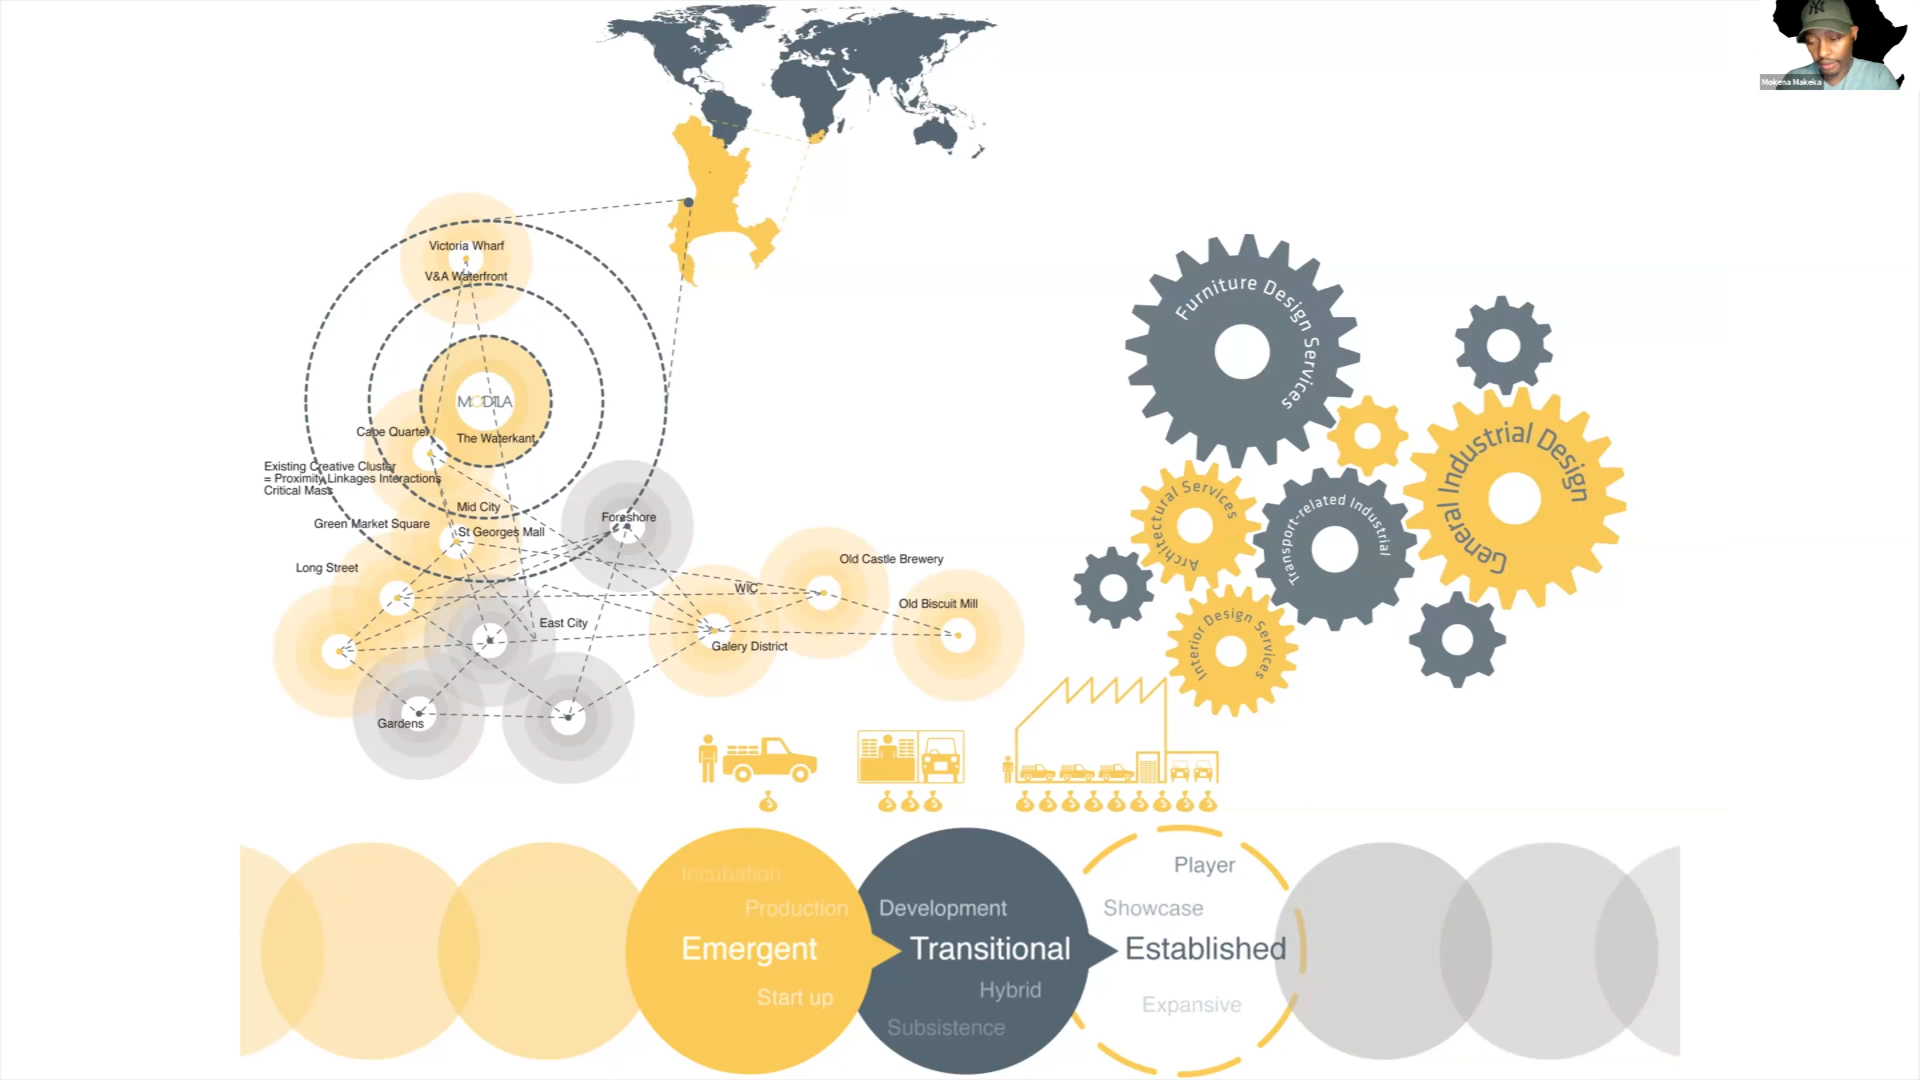 Mokena Makeka
Victoria Wharf
V&A Waterfront
MODILA
Cape Quarter
The Waterkant
Existing Creative Cluster
= Proximity Linkages Interactions
Critical Mass
Mid City
Green Market Square
St Georges Mall
Foreshore
Long Street
WIC
Old Castle Brewery
Old Biscuit Mill
East City
Galery District
Gardens
Furniture Design Services
General Industrial Design
Architectural Services
Transport-related Industrial
Interior Design Services
Incubation
Production
Emergent
Start up
Development
Transitional
Hybrid
Subsistence
Player
Showcase
Established
Expansive